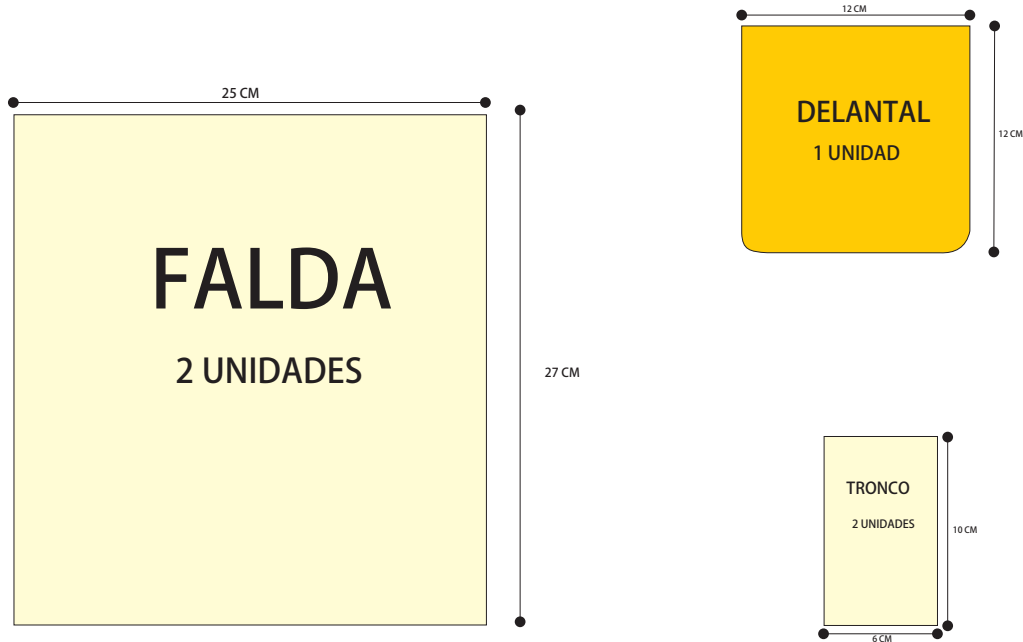 25 CM
FALDA
2 UNIDADES
27 CM
12 CM
DELANTAL
1 UNIDAD
12 CM
TRONCO
2 UNIDADES
10 CM
6 CM